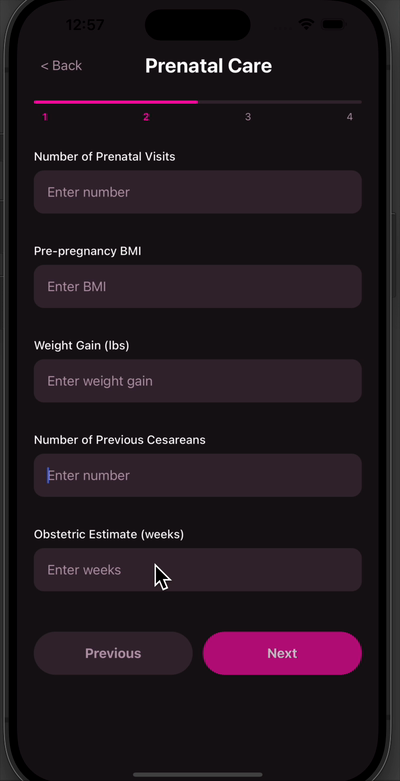 12:57
< Back
Prenatal Care
1 2 3 4
Number of Prenatal Visits
Enter number
Pre-pregnancy BMI
Enter BMI
Weight Gain (lbs)
Enter weight gain
Number of Previous Cesareans
Enter number
Obstetric Estimate (weeks)
Enter weeks
Previous Next